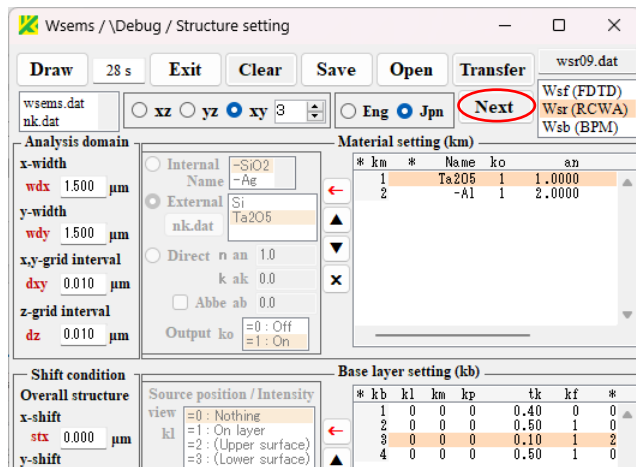 Wsems / \Debug / Structure setting
Draw 28 s Exit Clear Save Open Transfer wsr09.dat
wsems.dat
nk.dat
xz yz xy 3 Eng Jpn Next
Wsf (FDTD)
Wsr (RCWA)
Wsb (BPM)
Analysis domain
x-width
wdx 1.500 μm
y-width
wdy 1.500 μm
x,y-grid interval
dxy 0.010 μm
z-grid interval
dz 0.010 μm
Internal Name
-SiO2
-Ag
External
nk.dat
Si
Ta2O5
Direct n an 1.0
k ak 0.0
Abbe ab 0.0
Output ko
=0 : Off
=1 : On
←
▲
▼
x
Material setting (km)
* km * Name ko an
1 Ta2O5 1 1.0000
2 -Al 1 2.0000
Shift condition
Overall structure
x-shift
stx 0.000 μm
y-shift
Source position / Intensity
view
kl
=0 : Nothing
=1 : On layer
=2 : (Upper surface)
=3 : (Lower surface)
←
▲
Base layer setting (kb)
* kb kl km kp tk kf *
1 0 0 0 0.40 0 0
2 0 0 0 0.50 1 0
3 0 0 0 0.10 1 2
4 0 0 0 0.50 1 0